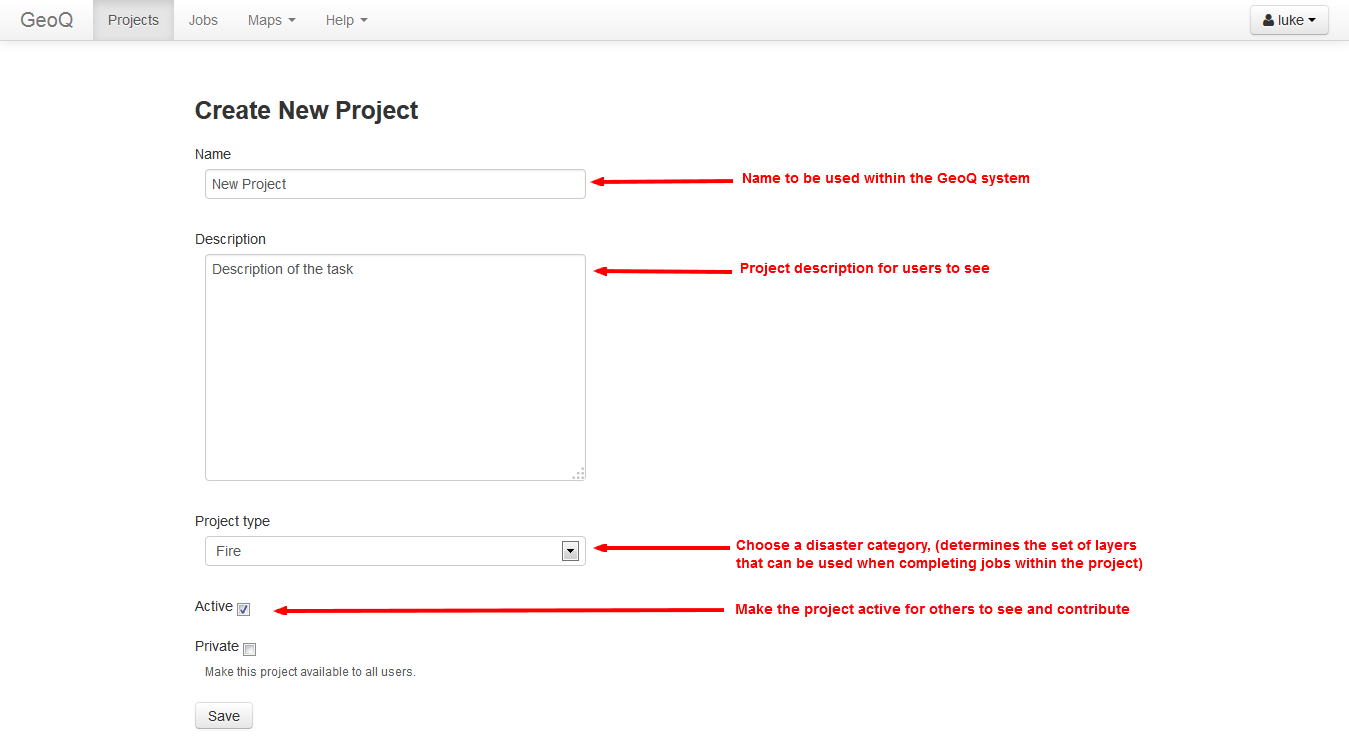 GeoQ Projects Jobs Maps Help luke
Create New Project
Name
New Project
Name to be used within the GeoQ system
Description
Description of the task
Project description for users to see
Project type
Fire
Choose a disaster category, (determines the set of layers
that can be used when completing jobs within the project)
Active
Make the project active for others to see and contribute
Private
Make this project available to all users.
Save